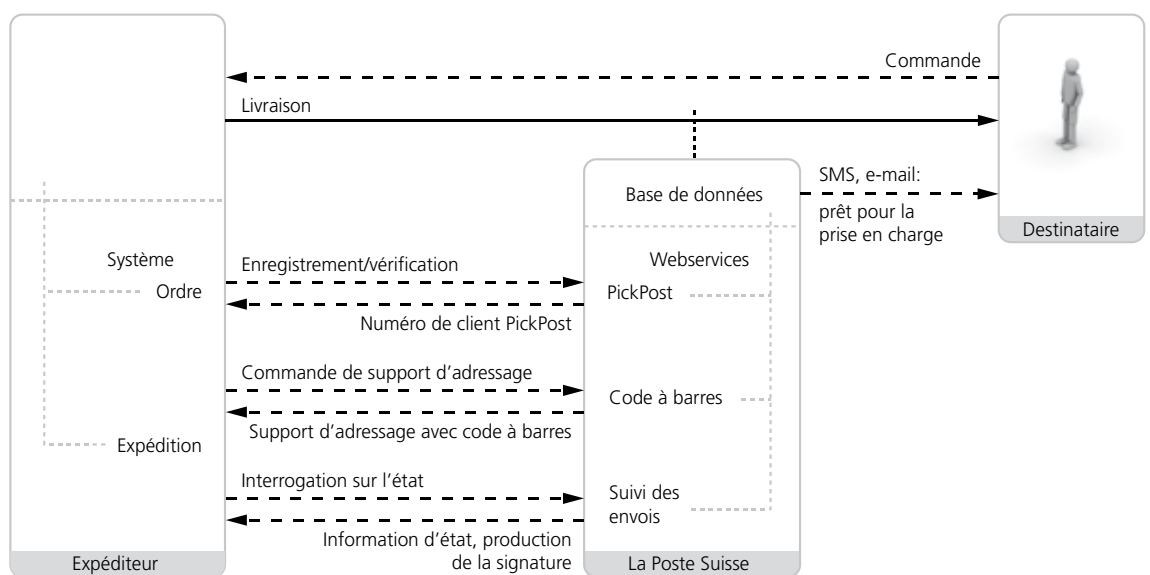 Commande
Livraison
Base de données
SMS, e-mail:
prêt pour la
prise en charge
Destinataire
Système
Ordre
Expédition
Enregistrement/vérification
Numéro de client PickPost
Commande de support d’adressage
Support d’adressage avec code à barres
Interrogation sur l’état
Information d’état, production
de la signature
Webservices
PickPost
Code à barres
Suivi des
envois
Expéditeur
La Poste Suisse